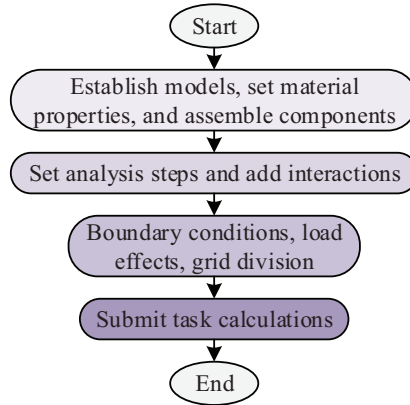 Start
Establish models, set material
properties, and assemble components
Set analysis steps and add interactions
Boundary conditions, load
effects, grid division
Submit task calculations
End